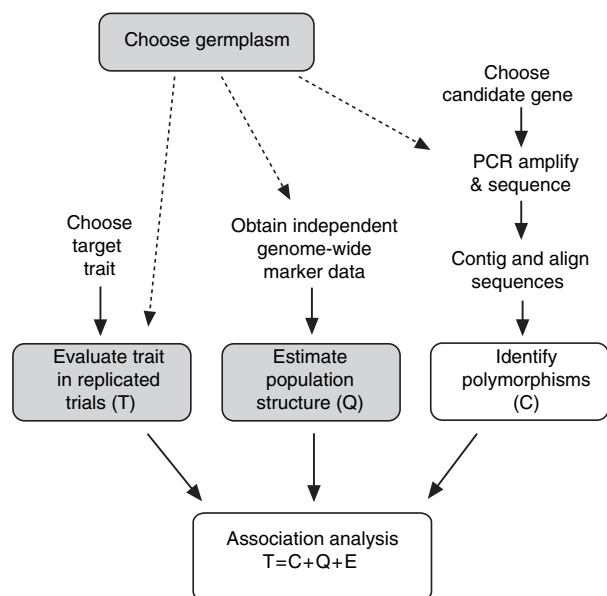 Choose germplasm
Choose
candidate gene
PCR amplify
& sequence
Contig and align
sequences
Choose
target
trait
Obtain independent
genome-wide
marker data
Evaluate trait
in replicated
trials (T)
Estimate
population
structure (Q)
Identify
polymorphisms
(C)
Association analysis
T=C+Q+E